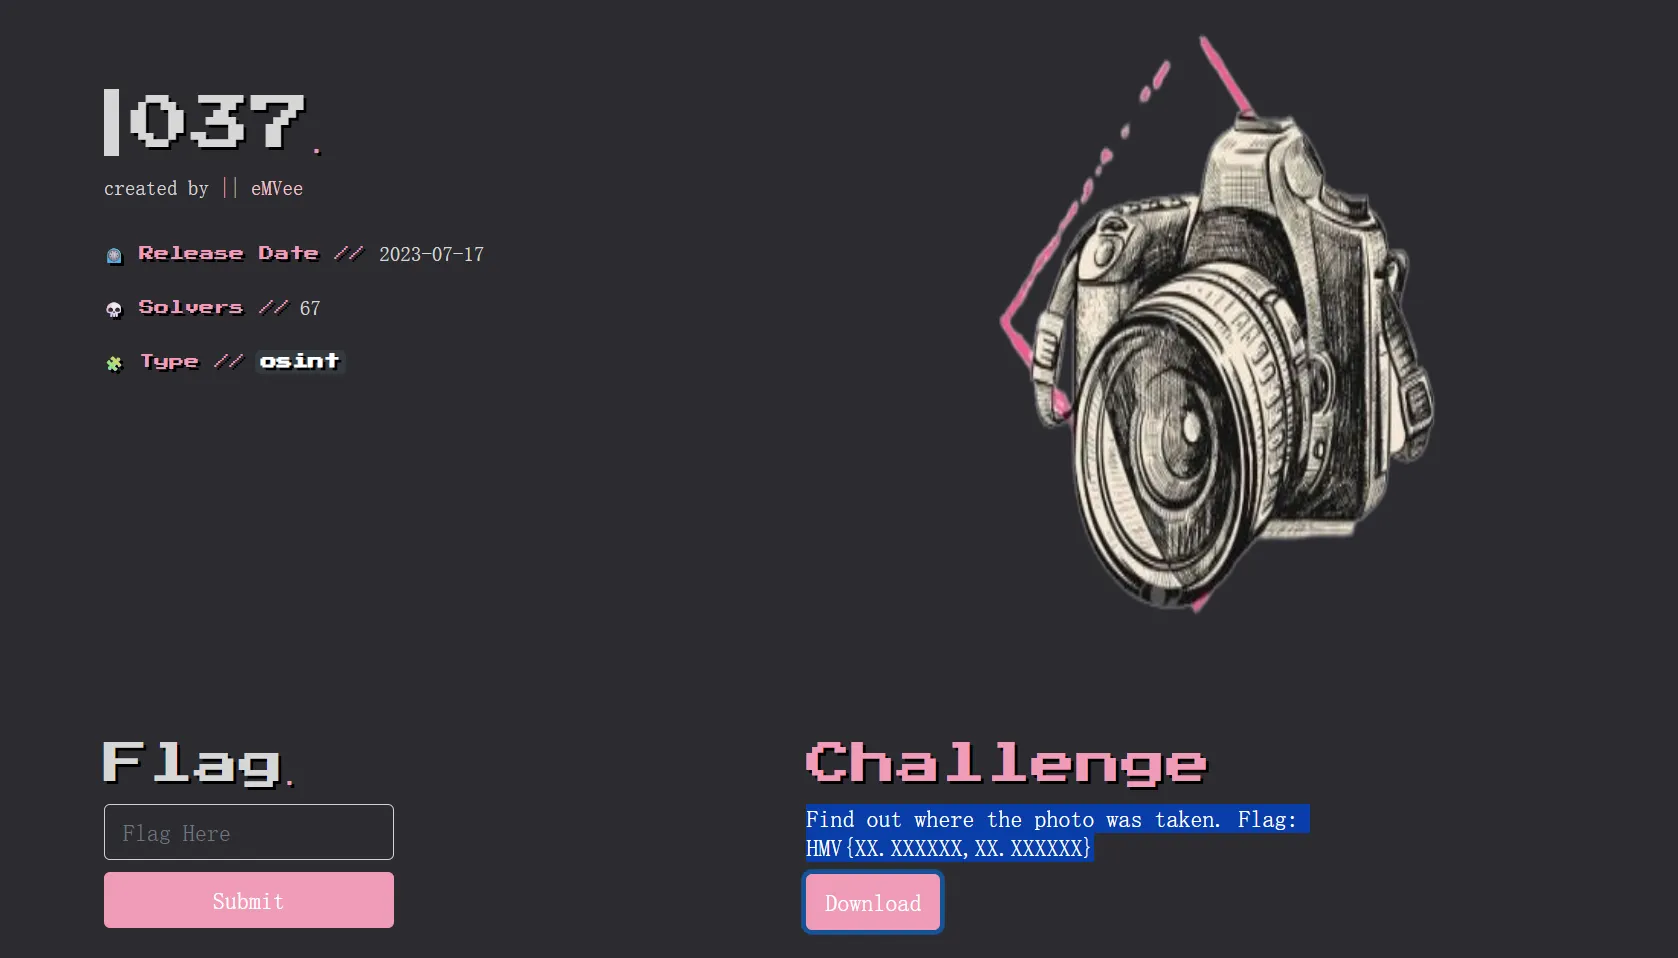 037.
created by || eMVee
Release Date // 2023-07-17
Solvers // 67
Type // osint
Flag.
Flag Here
Submit
Challenge
Find out where the photo was taken. Flag:
HMV{XX.XXXXXX,XX.XXXXXX}
Download